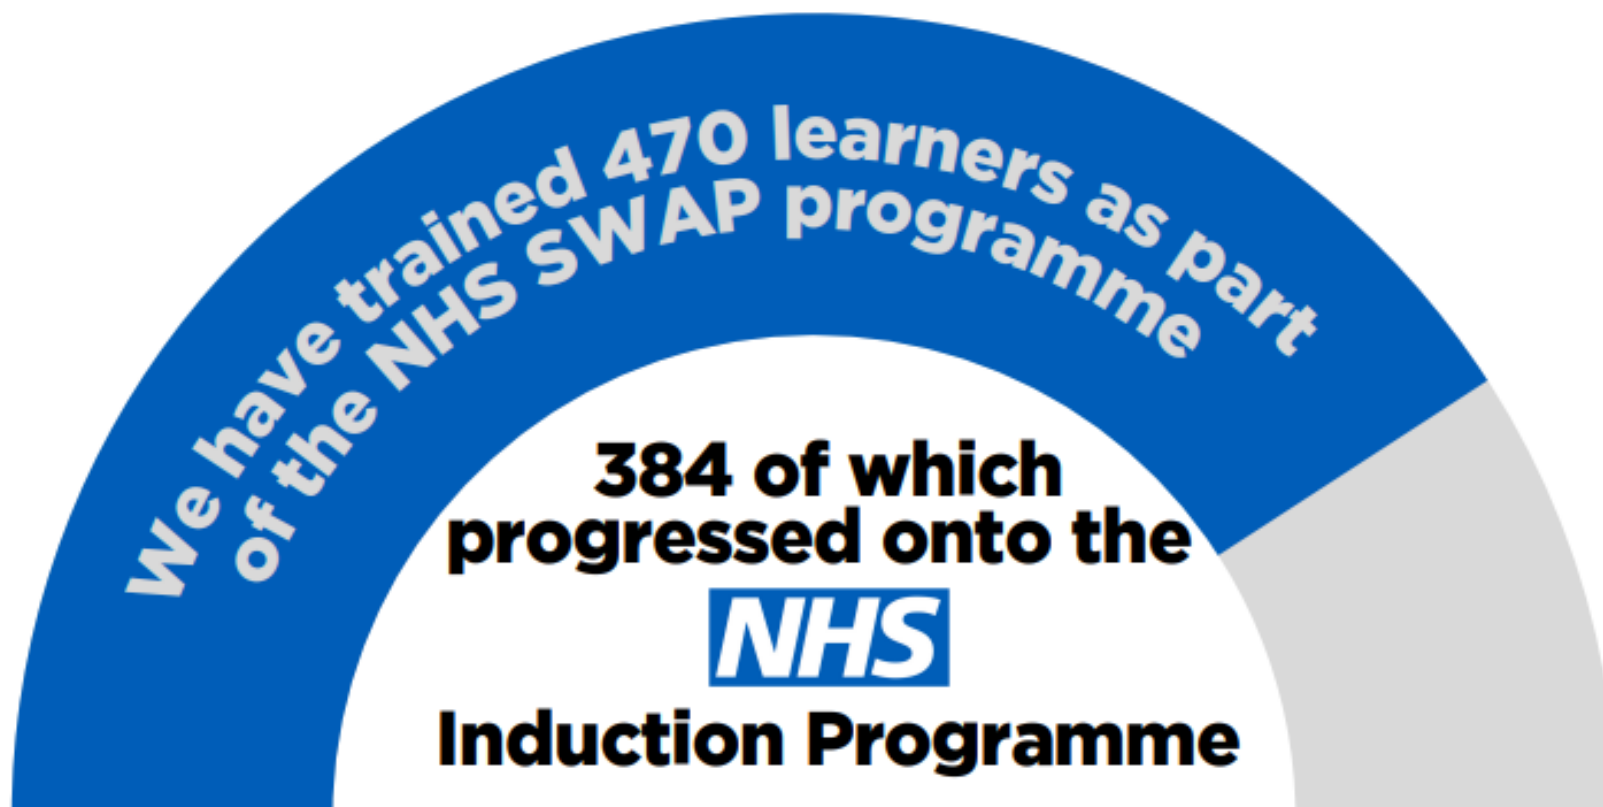 We have trained 470 learners as part
of the NHS SWAP programme
384 of which
progressed onto the
NHS
Induction Programme